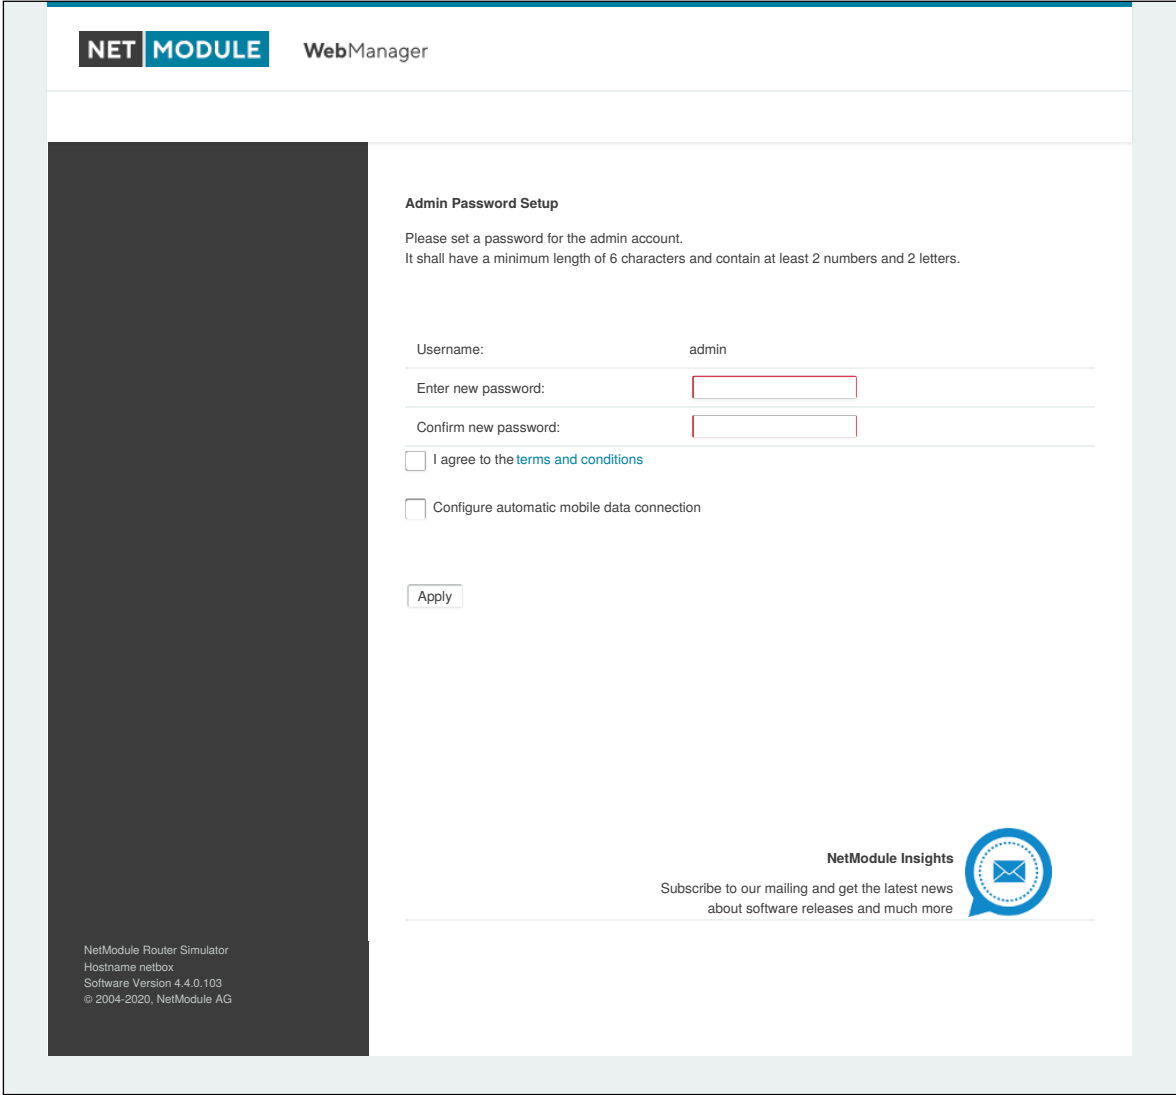 NET MODULE WebManager
Admin Password Setup
Please set a password for the admin account.
It shall have a minimum length of 6 characters and contain at least 2 numbers and 2 letters.
Username: admin
Enter new password:
Confirm new password:
I agree to the terms and conditions
Configure automatic mobile data connection
Apply
NetModule Insights
Subscribe to our mailing and get the latest news
about software releases and much more
NetModule Router Simulator
Hostname netbox
Software Version 4.4.0.103
© 2004-2020, NetModule AG